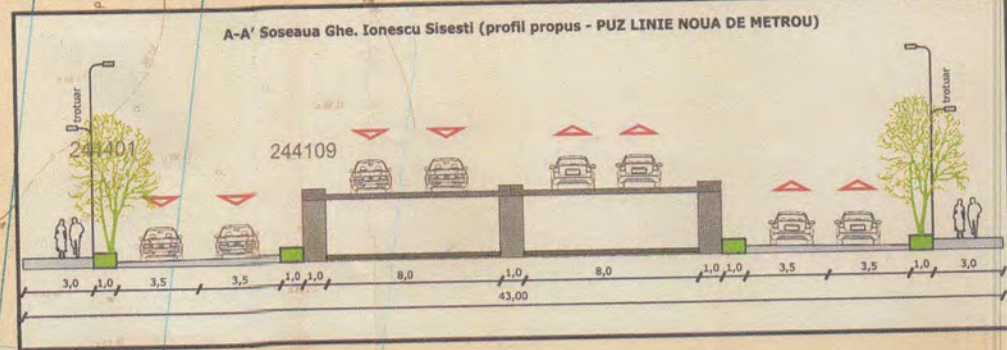 A-A' Soseaua Ghe. Ionescu Sisesti (profil propus - PUZ LINIE NOUA DE METROU)
trotuar
trotuar
244401
244109
3,0 1,0 3,5 3,5 1,0 1,0 8,0 1,0 8,0 1,0 1,0 3,5 3,5 1,0 3,0
43,00